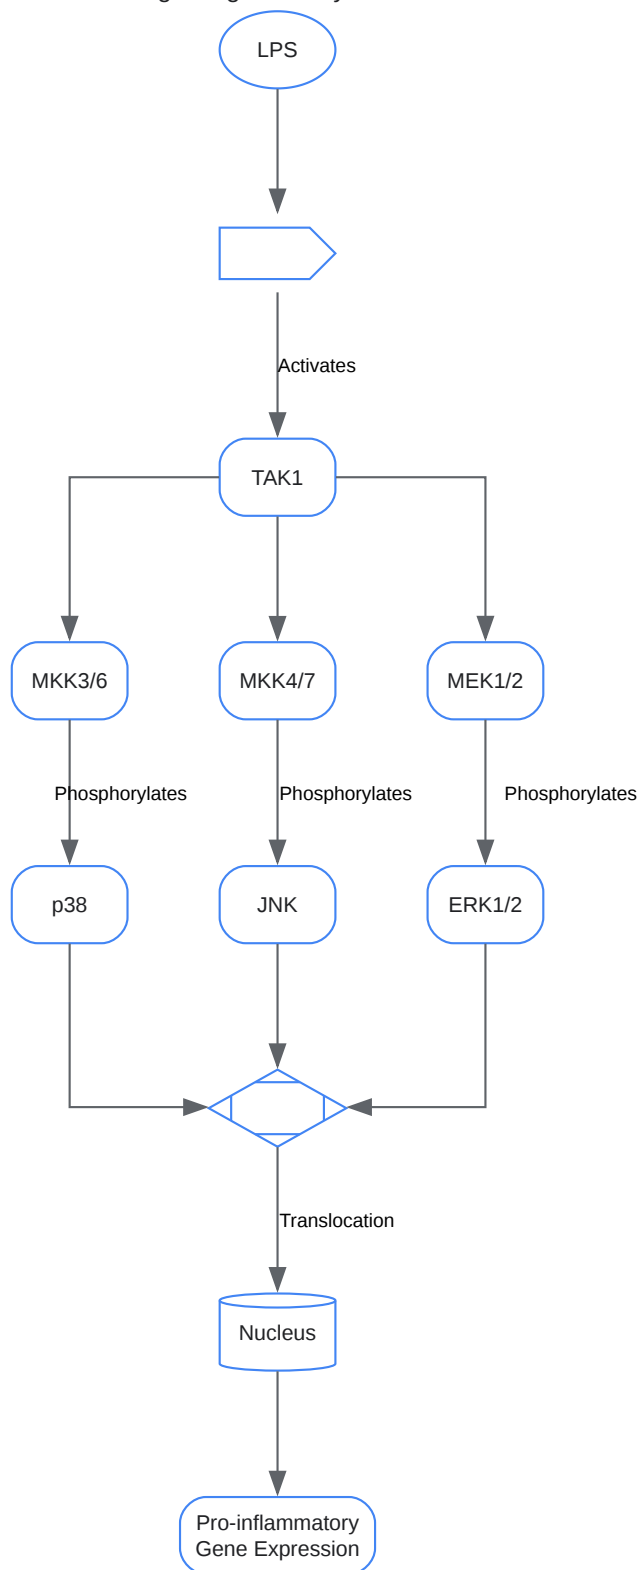 LPS
Activates
TAK1
MKK3/6
MKK4/7
MEK1/2
Phosphorylates
Phosphorylates
Phosphorylates
p38
JNK
ERK1/2
Translocation
Nucleus
Pro-inflammatory
Gene Expression